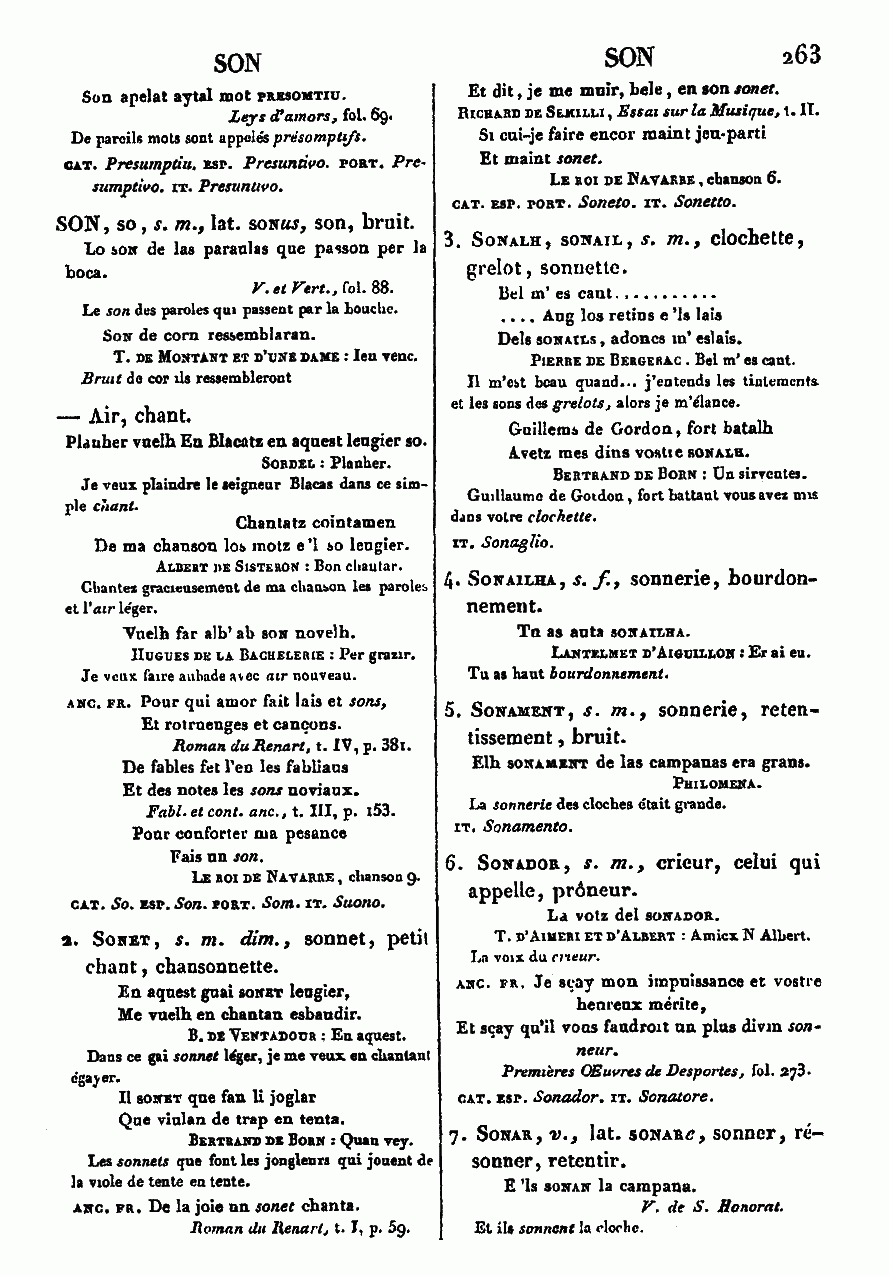 SON
Son apelat aytal mot PRESOMTIU.
Leys d'amors, fol. 69.
De pareils mots sont appelés présomptifs.
CAT. Presumptiu. ESP. Presuntivo. PORT. Pre-
sumptivo. IT. Presuntivo.
SON, so, s. m., lat. SONUS, son, bruit.
Lo SON de las paraulas que passon per la
boca.
V. et Vert., fol. 88.
Le son des paroles qui passent par la bouche.
SON de corn ressemblaran.
T. DE MONTANT ET D'UNE DAME : Ieu venc.
Bruit de cor ils ressembleront
— Air, chant.
Planher vuelh En Blacatz en aquest leugier so.
SORDEL : Planher.
Je veux plaindre le seigneur Blacas dans ce sim-
ple chant.
Chantatz cointamen
De ma chanson los motz e 'l so leugier.
ALBERT DE SISTERON : Bon chantar.
Chantez gracieusement de ma chanson les paroles
et l'air léger.
Vuelh far alb' ab SON novelh.
HUGUES DE LA BACHELERIE : Per grazir.
Je veux faire aubade avec air nouveau.
ANC. FR. Pour qui amor fait lais et sons,
Et rotruenges et cançons.
Roman du Renart, t. IV, p. 381.
De fables fet l'en les fabliaus
Et des notes les sons noviaux.
Fabl. et cont. anc., t. III, p. 153.
Pour conforter ma pesance
Fais un son.
LE ROI DE NAVARRE, chanson 9.
CAT. So. ESP. Son. PORT. Som. IT. Suono.
2. SONET, s. m. dim., sonnet, petit
chant, chansonnette.
En aquest guai SONET leugier,
Me vuelh en chantan esbaudir.
B. DE VENTADOUR : En aquest.
Dans ce gai sonnet léger, je me veux en chantant
égayer.
Il SONET que fan li joglar
Que viulan de trap en tenta.
BERTRAND DE BORN : Quan vey.
Les sonnets que font les jongleurs qui jouent de
la viole de tente en tente.
ANC. FR. De la joie un sonet chanta.
Roman du Renart, t. I, p. 59.
SON 263
Et dit, je me muir, bele, en son sonet.
RICHARD DE SEMILLI, Essai sur la Musique, t. II.
Si cui-je faire encor maint jeu-parti
Et maint sonet.
LE ROI DE NAVARRE, chanson 6.
CAT. ESP. PORT. Soneto. IT. Sonetto.
3. SONALH, SONAIL, s. m., clochette,
grelot, sonnette.
Bel m' es cant. . . . . . . . . . .
. . . . Aug los retins e 'ls lais
Dels SONAILS, adoncs m' eslais.
PIERRE DE BERGERAC. Bel m' es cant.
Il m'est beau quand... j'entends les tintements
et les sons des grelots, alors je m'élance.
Guillems de Gordon, fort batalh
Avetz mes dins vostre SONALH.
BERTRAND DE BORN : Un sirventes.
Guillaume de Gordon, fort battant vous avez mis
dans votre clochette.
IT. Sonaglio.
4. SONAILHA, s. f., sonnerie, bourdon-
nement.
Tu as auta SONAILHA.
LANTELMET D'AIGUILLON : Er ai eu.
Tu as haut bourdonnement.
5. SONAMENT, s. m., sonnerie, reten-
tissement, bruit.
Elh SONAMENT de las campanas era grans.
PHILOMENA.
La sonnerie des cloches était grande.
IT. Sonamento.
6. SONADOR, s. m., crieur, celui qui
appelle, prôneur.
La votz del SONADOR.
T. D'AIMERI ET D'ALBERT : Amicx N Albert.
La voix du crieur.
ANC. FR. Je sçay mon impuissance et vostre
heureux mérite,
Et sçay qu'il vous faudroit un plus divin son-
neur.
Premières Œuvres de Desportes, fol. 273.
CAT. ESP. Sonador. IT. Sonatore.
7. SONAR, v., lat. SONARe, sonner, ré-
sonner, retentir.
E 'ls SONAN la campana.
V. de S. Honorat.
Et ils sonnent la cloche.